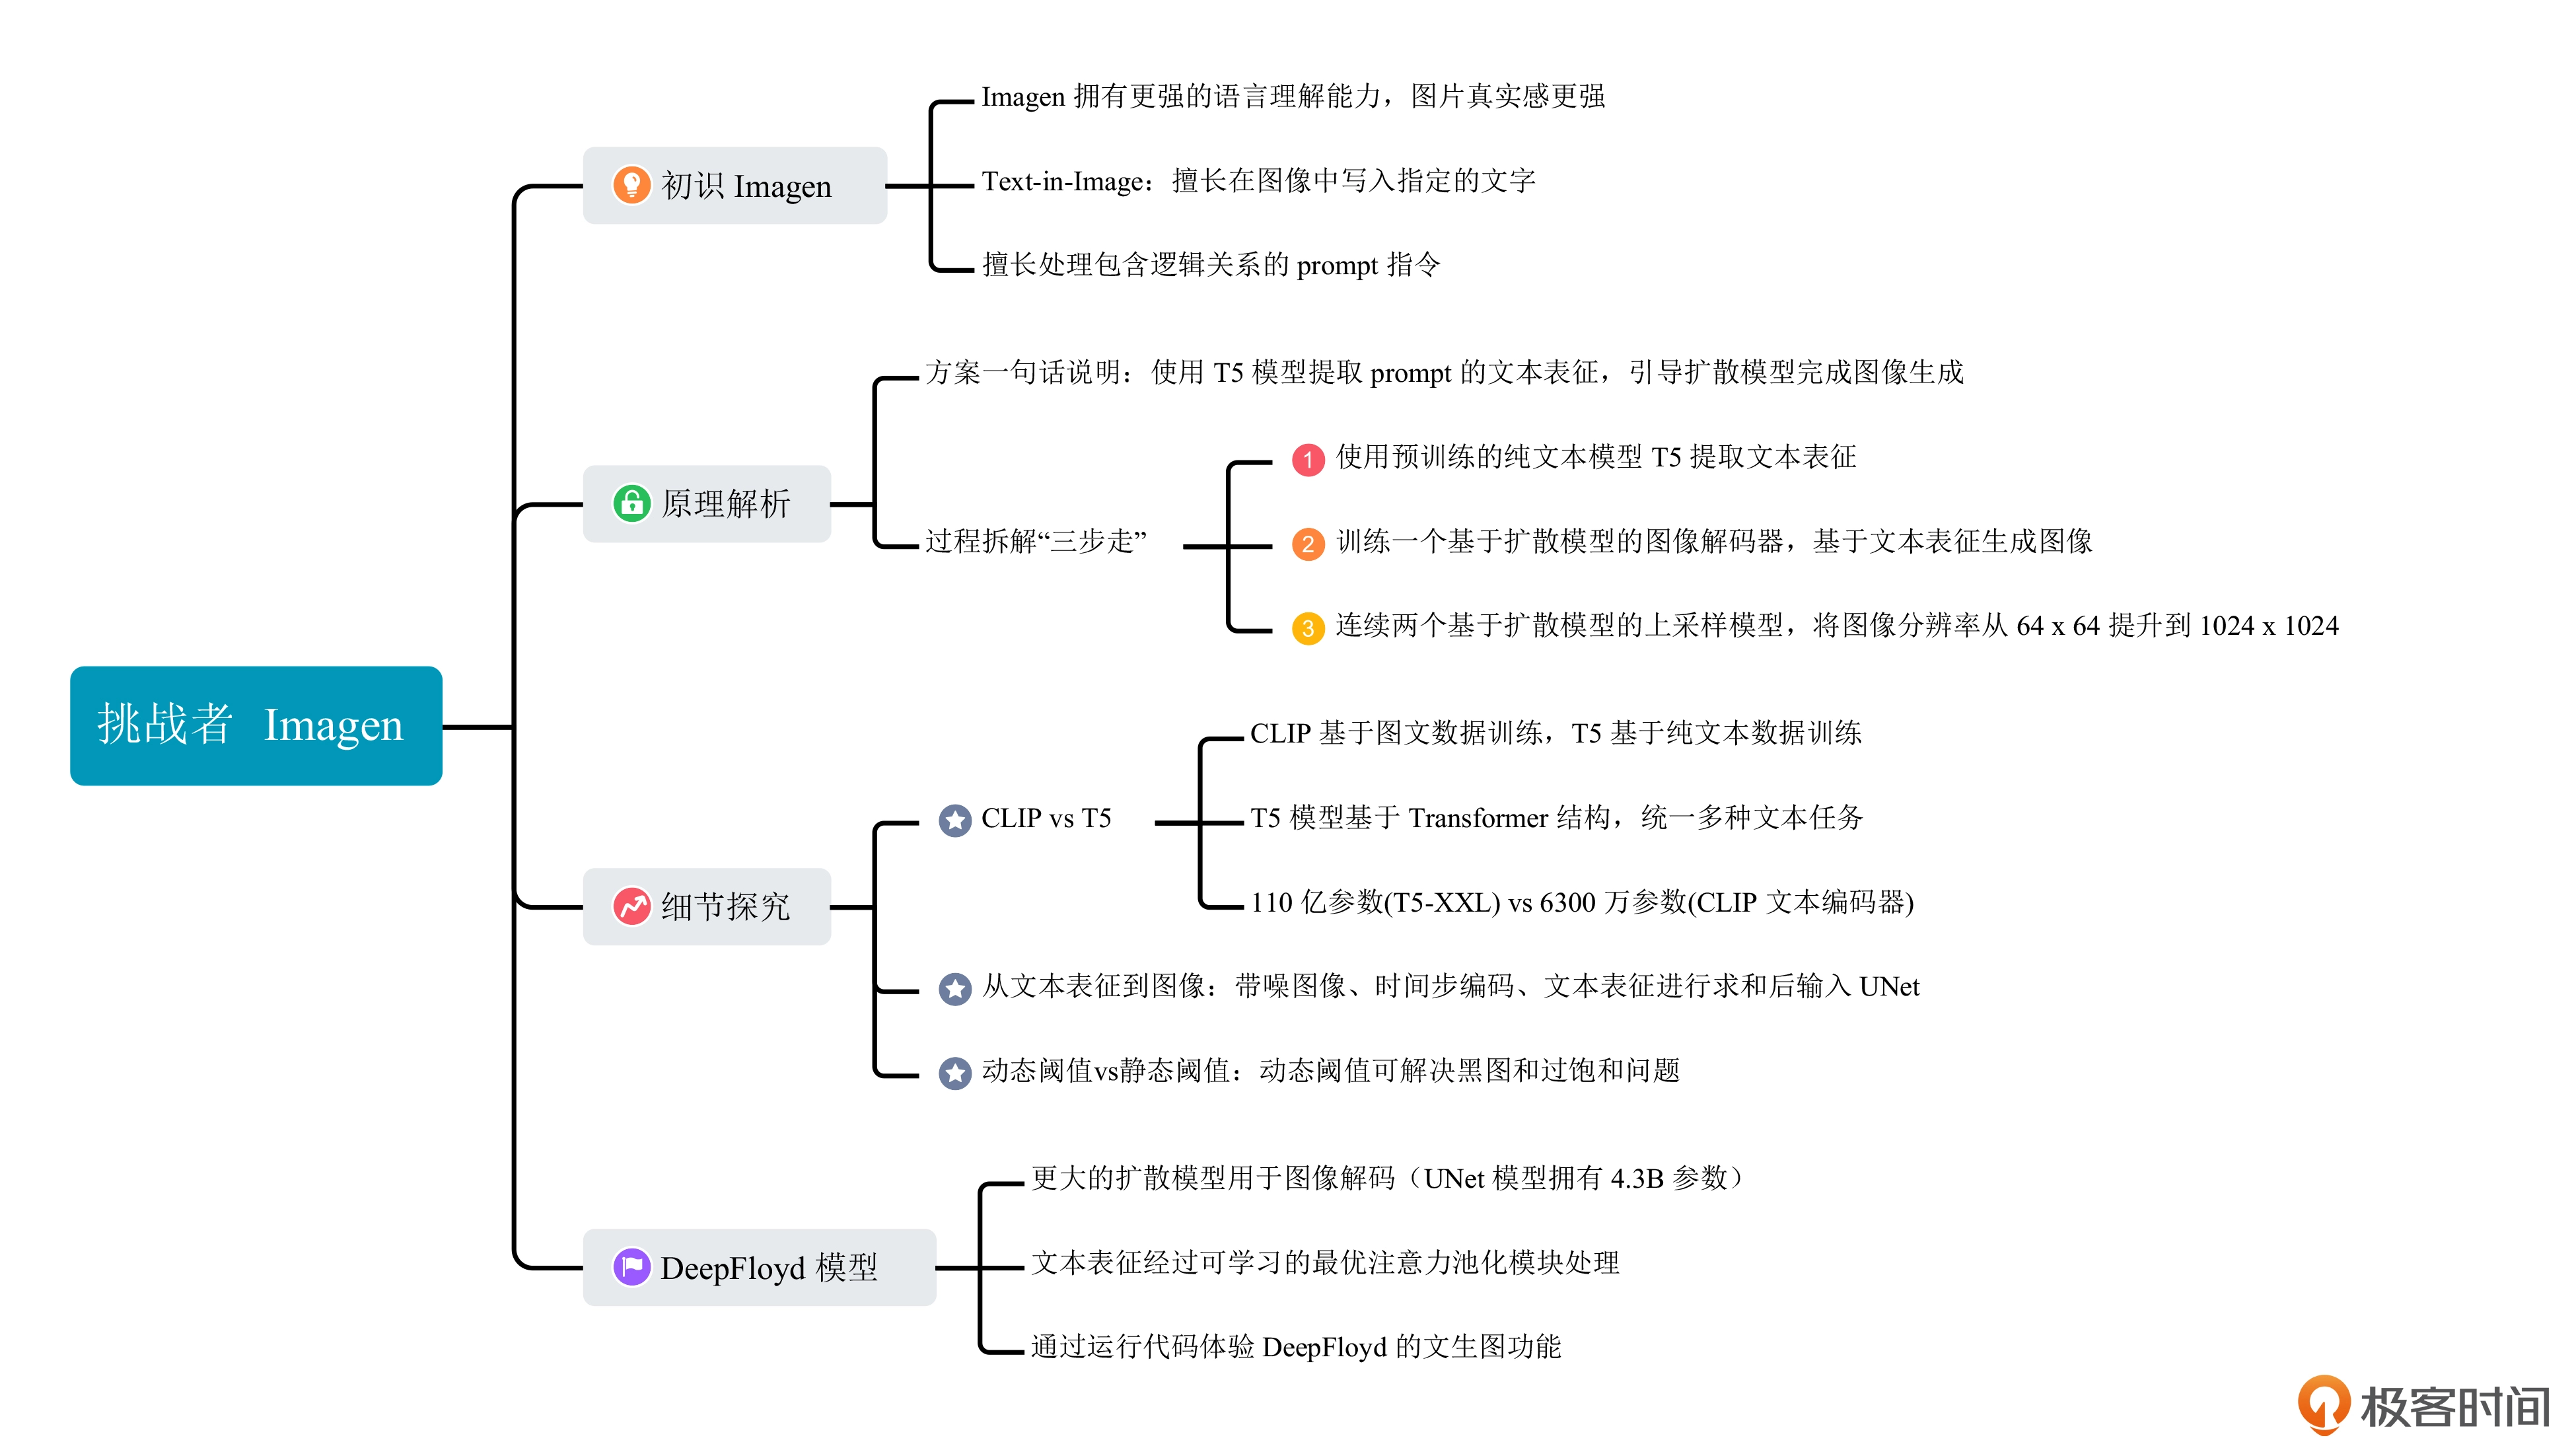 挑战者 Imagen
初识 Imagen
Imagen 拥有更强的语言理解能力，图片真实感更强
Text-in-Image：擅长在图像中写入指定的文字
擅长处理包含逻辑关系的 prompt 指令
原理解析
方案一句话说明：使用 T5 模型提取 prompt 的文本表征，引导扩散模型完成图像生成
过程拆解“三步走”
1 使用预训练的纯文本模型 T5 提取文本表征
2 训练一个基于扩散模型的图像解码器，基于文本表征生成图像
3 连续两个基于扩散模型的上采样模型，将图像分辨率从 64 x 64 提升到 1024 x 1024
细节探究
CLIP vs T5
CLIP 基于图文数据训练，T5 基于纯文本数据训练
T5 模型基于 Transformer 结构，统一多种文本任务
110 亿参数(T5-XXL) vs 6300 万参数(CLIP 文本编码器)
从文本表征到图像：带噪图像、时间步编码、文本表征进行求和后输入 UNet
动态阈值vs静态阈值：动态阈值可解决黑图和过饱和问题
DeepFloyd 模型
更大的扩散模型用于图像解码（UNet 模型拥有 4.3B 参数）
文本表征经过可学习的最优注意力池化模块处理
通过运行代码体验 DeepFloyd 的文生图功能
极客时间